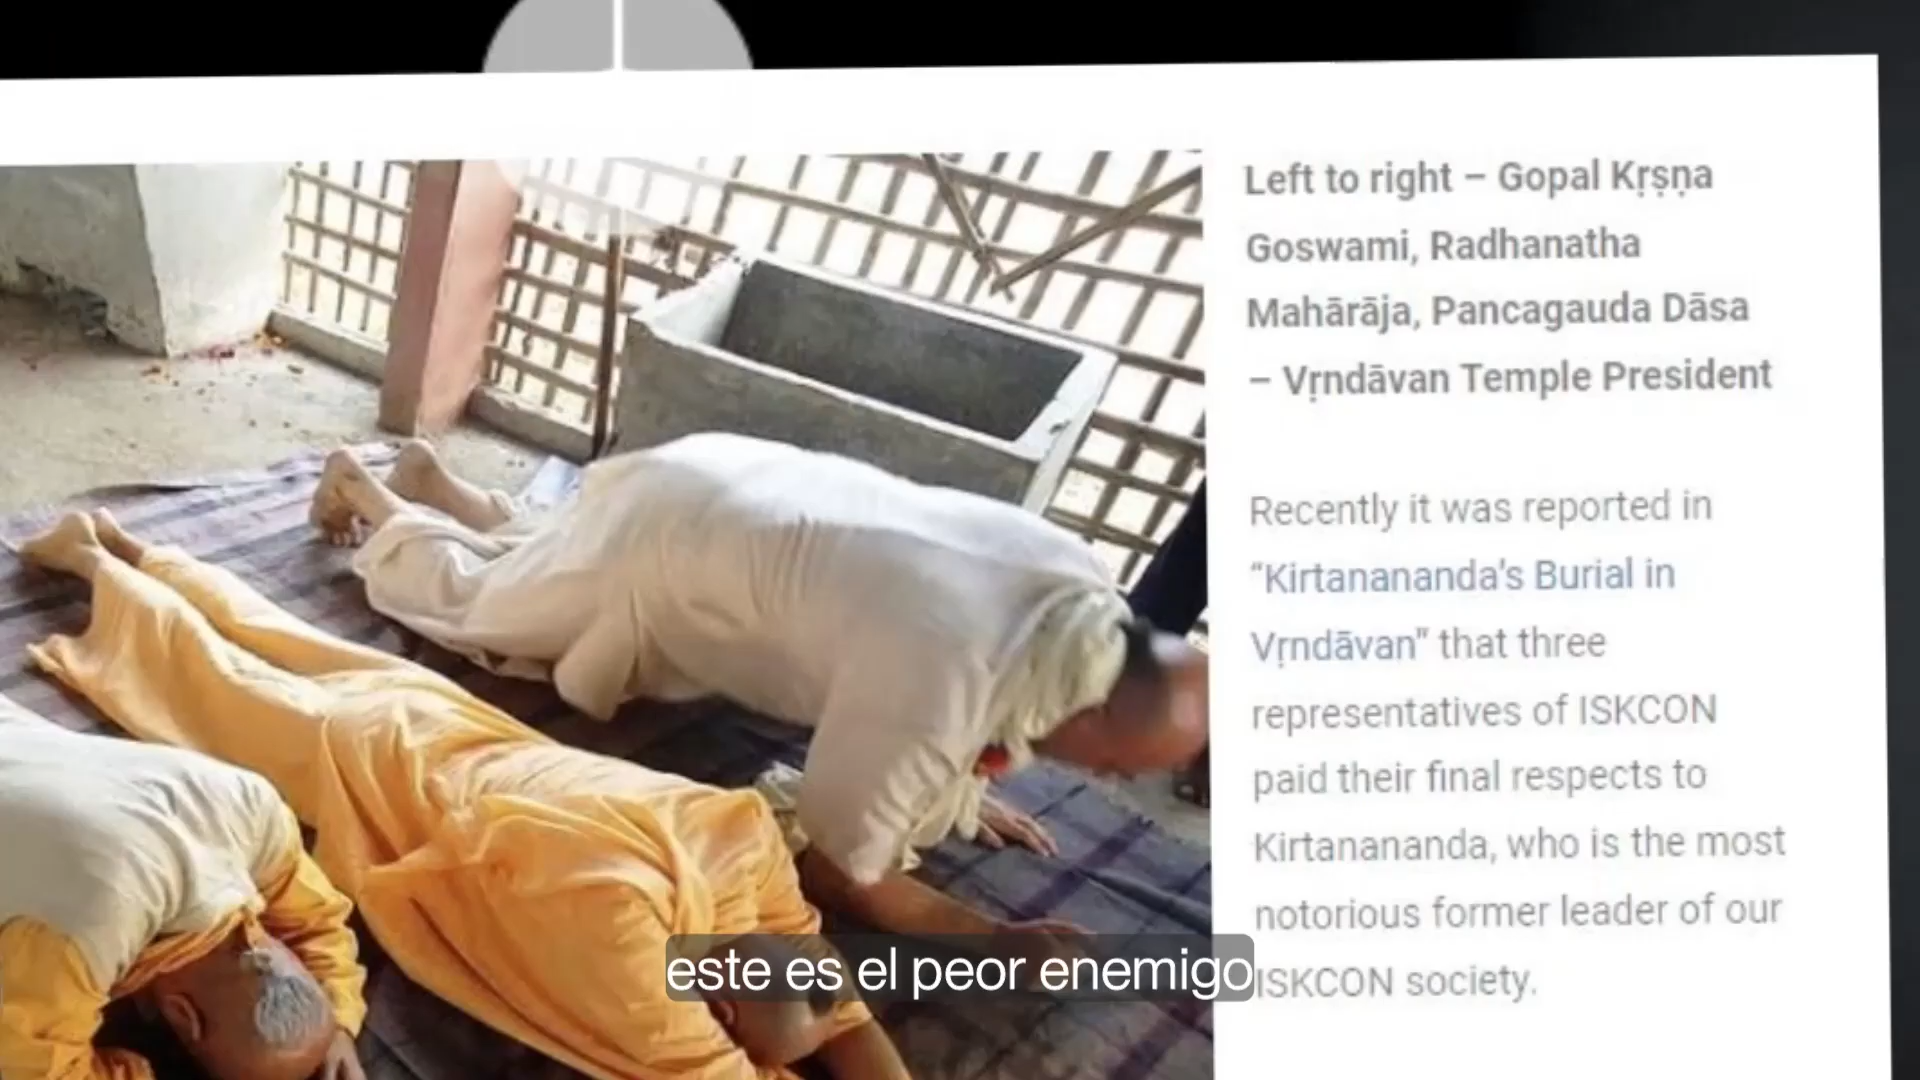 Left to right – Gopal Kṛṣṇa
Goswami, Radhanatha
Mahārāja, Pancagauda Dāsa
– Vṛndāvan Temple President
Recently it was reported in
“Kirtanananda’s Burial in
Vṛndāvan” that three
representatives of ISKCON
paid their final respects to
Kirtanananda, who is the most
notorious former leader of our
ISKCON society.
este es el peor enemigo